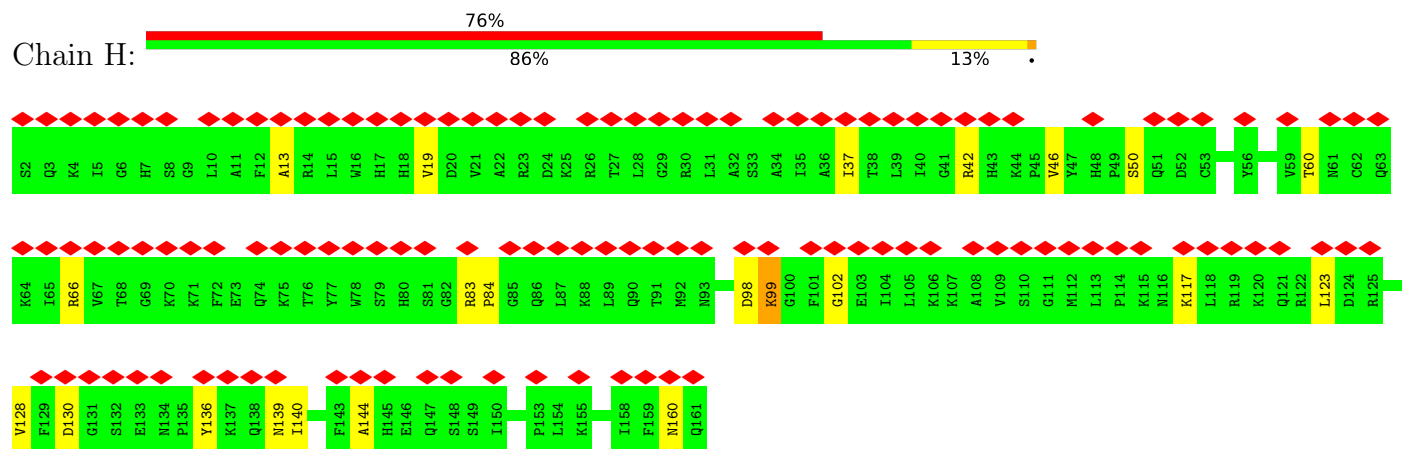 76%
Chain H:
86% 13% •
S2 Q3 K4 I5 G6 H7 S8 G9 L10 A11 F12 A13 R14 L15 W16 H17 H18 V19 D20 V21 A22 R23 D24 K25 R26 T27 L28 G29 R30 L31 A32 S33 A34 I35 A36 I37 T38 L39 I40 G41 R42 H43 K44 P45 V46 Y47 H48 P49 S50 Q51 D52 C53 Y56 V59 T60 N61 C62 Q63
K64 I65 R66 V67 T68 G69 K70 K71 F72 E73 Q74 K75 T76 Y77 W78 S79 H80 S81 G82 R83 P84 G85 Q86 L87 K88 L89 Q90 T91 M92 N93 D98 K99 G100 F101 G102 E103 I104 L105 K106 K107 A108 V109 S110 G111 M112 L113 P114 K115 N116 K117 L118 R119 K120 Q121 R122 L123 D124 R125
V128 F129 D130 G131 S132 E133 N134 P135 Y136 K137 Q138 N139 I140 F143 A144 H145 E146 Q147 S148 S149 I150 P153 L154 K155 I158 F159 N160 Q161